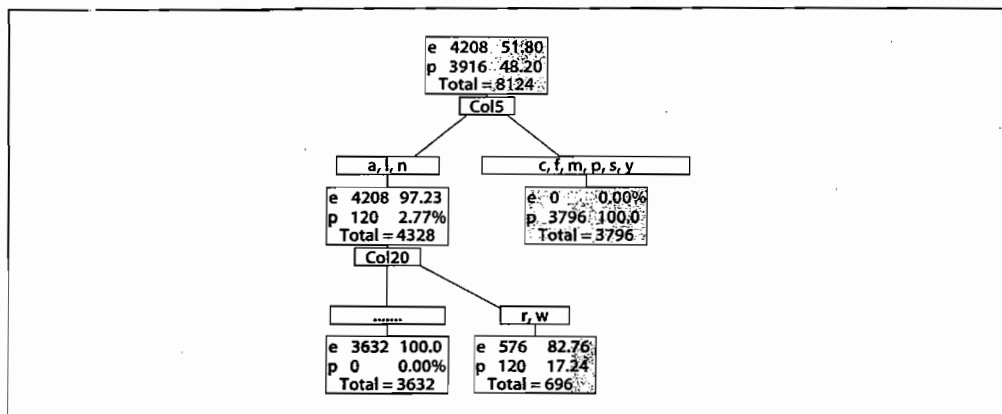 e 4208 51.80
p 3916 48.20
Total = 8124
Col5
a, l, n
c, f, m, p, s, y
e 4208 97.23
p 120 2.77%
Total = 4328
e 0 0.00%
p 3796 100.0
Total = 3796
Col20
.......
r, w
e 3632 100.0
p 0 0.00%
Total = 3632
e 576 82.76
p 120 17.24
Total = 696